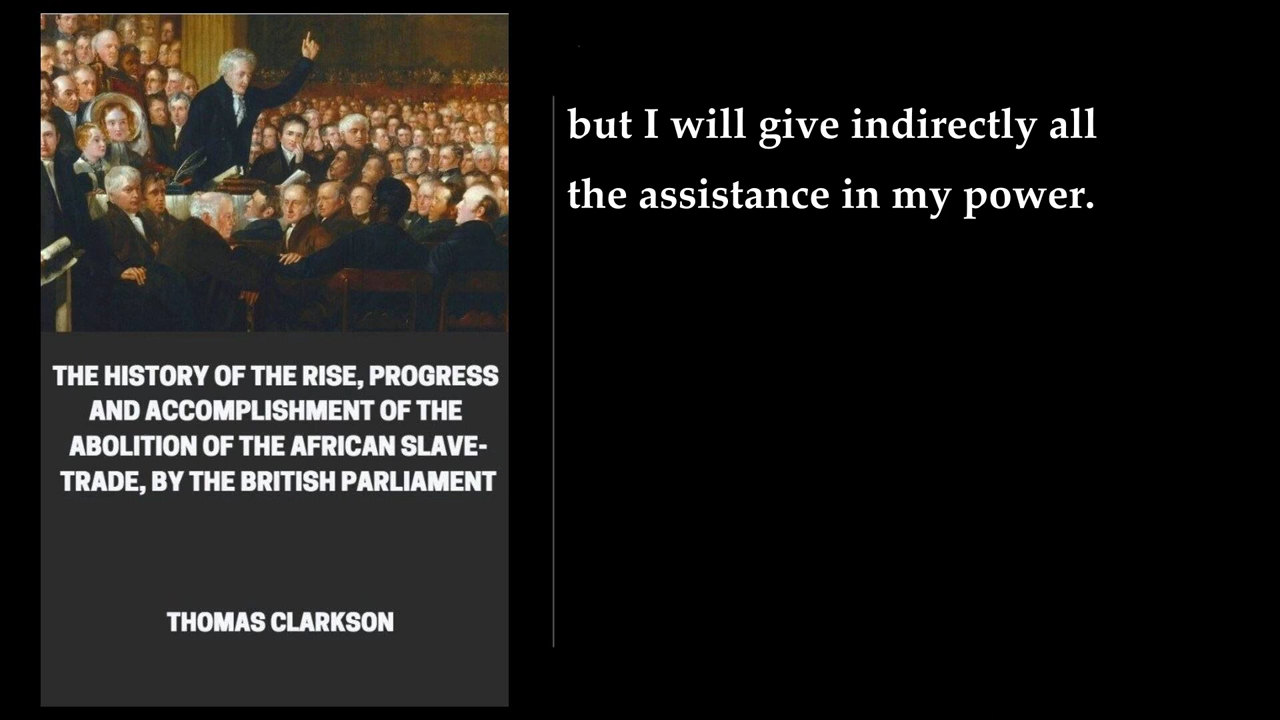 THE HISTORY OF THE RISE, PROGRESS
AND ACCOMPLISHMENT OF THE
ABOLITION OF THE AFRICAN SLAVE-
TRADE, BY THE BRITISH PARLIAMENT
THOMAS CLARKSON
but I will give indirectly all
the assistance in my power.